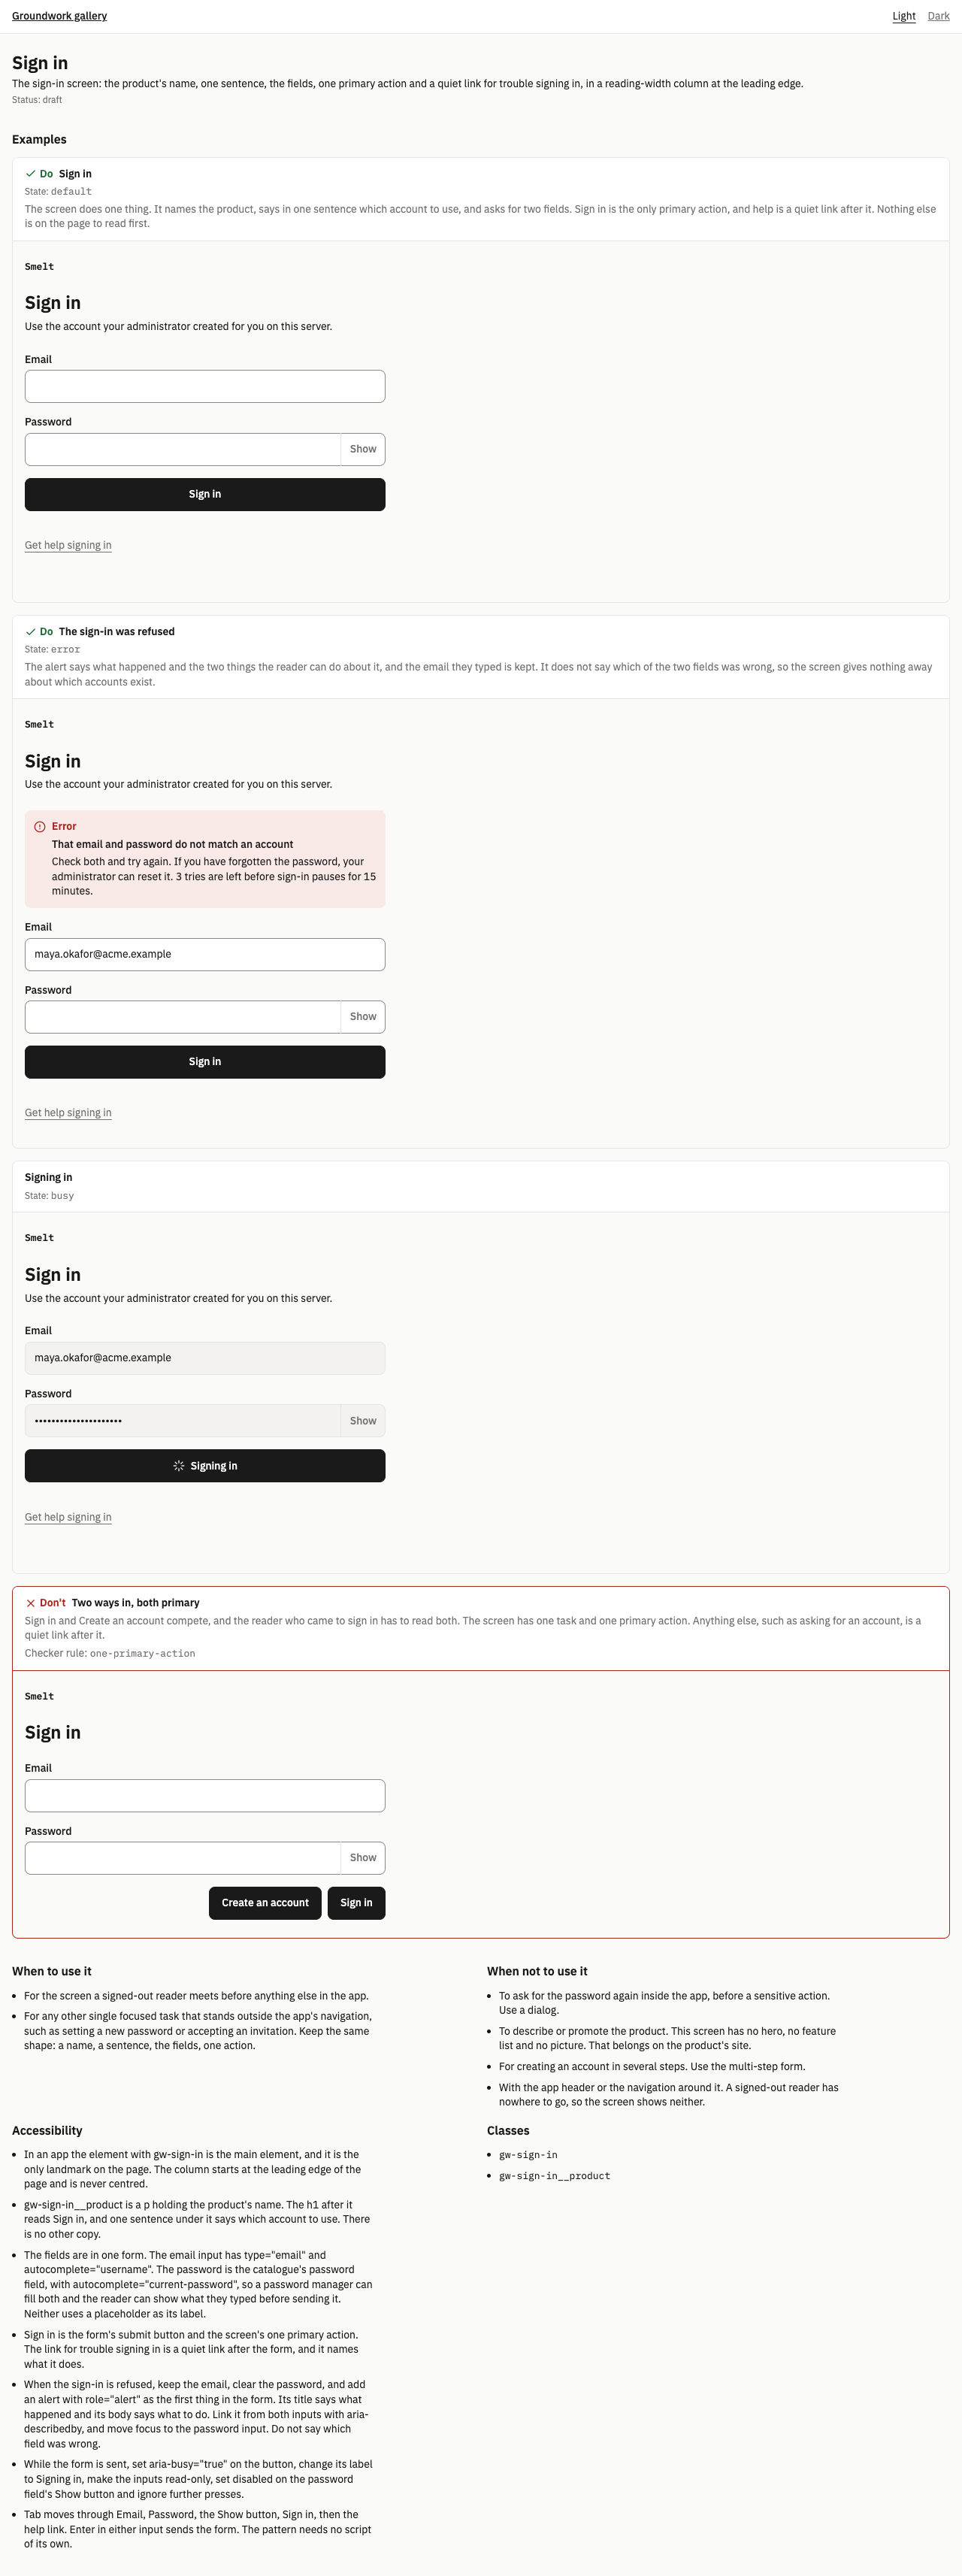 Groundwork gallery
Light Dark
Sign in
The sign-in screen: the product's name, one sentence, the fields, one primary action and a quiet link for trouble signing in, in a reading-width column at the leading edge.
Status: draft
Examples
Do Sign in
State: default
The screen does one thing. It names the product, says in one sentence which account to use, and asks for two fields. Sign in is the only primary action, and help is a quiet link after it. Nothing else
is on the page to read first.
Smelt
Sign in
Use the account your administrator created for you on this server.
Email
Password
Show
Sign in
Get help signing in
Do The sign-in was refused
State: error
The alert says what happened and the two things the reader can do about it, and the email they typed is kept. It does not say which of the two fields was wrong, so the screen gives nothing away
about which accounts exist.
Smelt
Sign in
Use the account your administrator created for you on this server.
Error
That email and password do not match an account
Check both and try again. If you have forgotten the password, your
administrator can reset it. 3 tries are left before sign-in pauses for 15
minutes.
Email
maya.okafor@acme.example
Password
Show
Sign in
Get help signing in
Signing in
State: busy
Smelt
Sign in
Use the account your administrator created for you on this server.
Email
maya.okafor@acme.example
Password
•••••••••••••••••••••
Show
Signing in
Get help signing in
Don't Two ways in, both primary
Sign in and Create an account compete, and the reader who came to sign in has to read both. The screen has one task and one primary action. Anything else, such as asking for an account, is a
quiet link after it.
Checker rule: one-primary-action
Smelt
Sign in
Email
Password
Show
Create an account Sign in
When to use it
• For the screen a signed-out reader meets before anything else in the app.
• For any other single focused task that stands outside the app's navigation,
such as setting a new password or accepting an invitation. Keep the same
shape: a name, a sentence, the fields, one action.
When not to use it
• To ask for the password again inside the app, before a sensitive action.
Use a dialog.
• To describe or promote the product. This screen has no hero, no feature
list and no picture. That belongs on the product's site.
• For creating an account in several steps. Use the multi-step form.
• With the app header or the navigation around it. A signed-out reader has
nowhere to go, so the screen shows neither.
Accessibility
• In an app the element with gw-sign-in is the main element, and it is the
only landmark on the page. The column starts at the leading edge of the
page and is never centred.
• gw-sign-in__product is a p holding the product's name. The h1 after it
reads Sign in, and one sentence under it says which account to use. There
is no other copy.
• The fields are in one form. The email input has type="email" and
autocomplete="username". The password is the catalogue's password
field, with autocomplete="current-password", so a password manager can
fill both and the reader can show what they typed before sending it.
Neither uses a placeholder as its label.
• Sign in is the form's submit button and the screen's one primary action.
The link for trouble signing in is a quiet link after the form, and it names
what it does.
• When the sign-in is refused, keep the email, clear the password, and add
an alert with role="alert" as the first thing in the form. Its title says what
happened and its body says what to do. Link it from both inputs with aria-
describedby, and move focus to the password input. Do not say which
field was wrong.
• While the form is sent, set aria-busy="true" on the button, change its label
to Signing in, make the inputs read-only, set disabled on the password
field's Show button and ignore further presses.
• Tab moves through Email, Password, the Show button, Sign in, then the
help link. Enter in either input sends the form. The pattern needs no script
of its own.
Classes
• gw-sign-in
• gw-sign-in__product